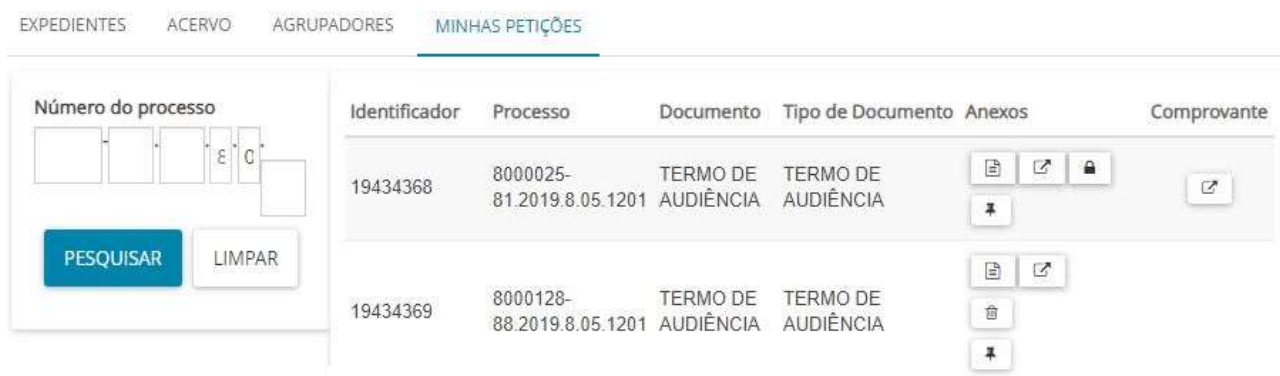 EXPEDIENTES ACERVO AGRUPADORES MINHAS PETIÇÕES
Número do processo
- . . 8 . 0 .
PESQUISAR LIMPAR
Identificador Processo Documento Tipo de Documento Anexos Comprovante
19434368 8000025-81.2019.8.05.1201 TERMO DE AUDIÊNCIA TERMO DE AUDIÊNCIA
19434369 8000128-88.2019.8.05.1201 TERMO DE AUDIÊNCIA TERMO DE AUDIÊNCIA